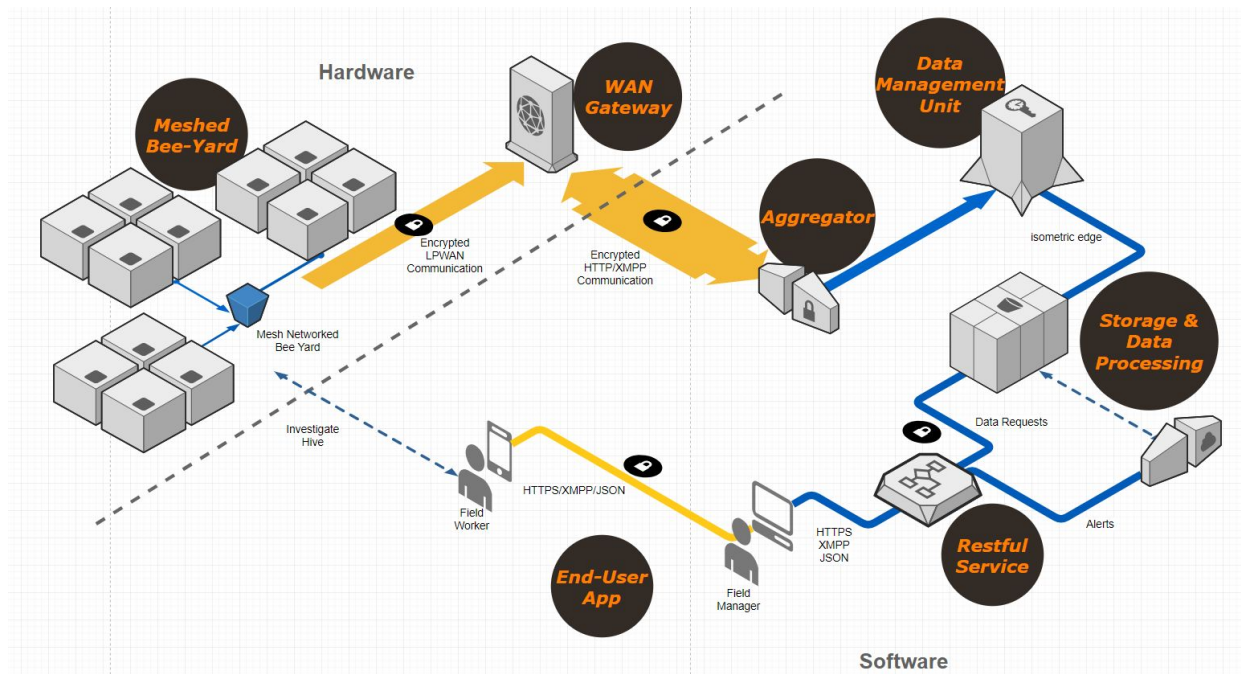 Hardware
WAN
Gateway
Data
Management
Unit
Meshed
Bee-Yard
Aggregator
Encrypted
LPWAN
Communication
Encrypted
HTTP/XMPP
Communication
isometric edge
Mesh Networked
Bee Yard
Storage &
Data
Processing
Investigate
Hive
Data Requests
HTTPS/XMPP/JSON
Field
Worker
HTTPS
XMPP
JSON
Alerts
Restful
Service
End-User
App
Field
Manager
Software